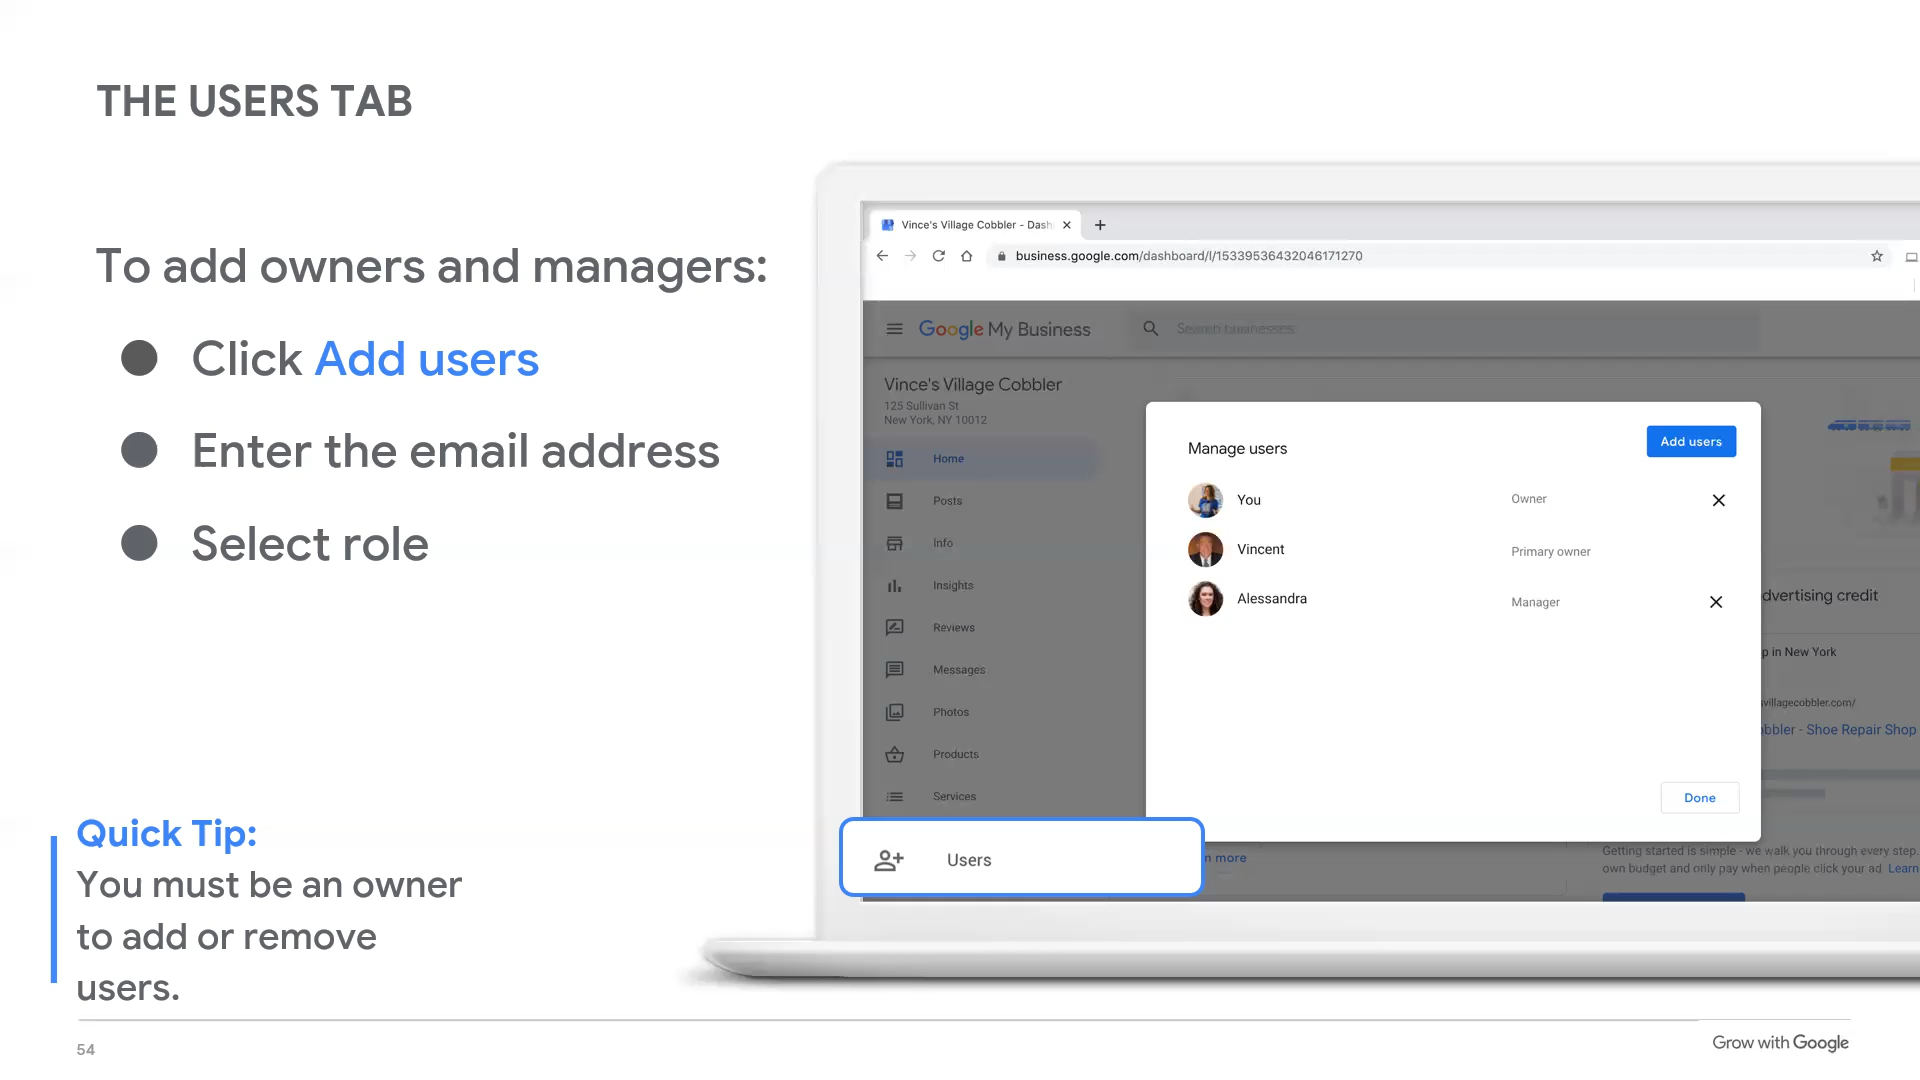 THE USERS TAB
To add owners and managers:
● Click Add users
● Enter the email address
● Select role
Quick Tip:
You must be an owner
to add or remove
users.
Vince's Village Cobbler - Dash
business.google.com/dashboard/l/15339536432046171270
Google My Business
Search businesses
Vince's Village Cobbler
125 Sullivan St
New York, NY 10012
Home
Posts
Info
Insights
Reviews
Messages
Photos
Products
Services
Users
Manage users
Add users
You Owner
Vincent Primary owner
Alessandra Manager
Done
dvertising credit
p in New York
villagecobbler.com/
bbler - Shoe Repair Shop
n more
Getting started is simple - we walk you through every step.
own budget and only pay when people click your ad. Learn
54
Grow with Google